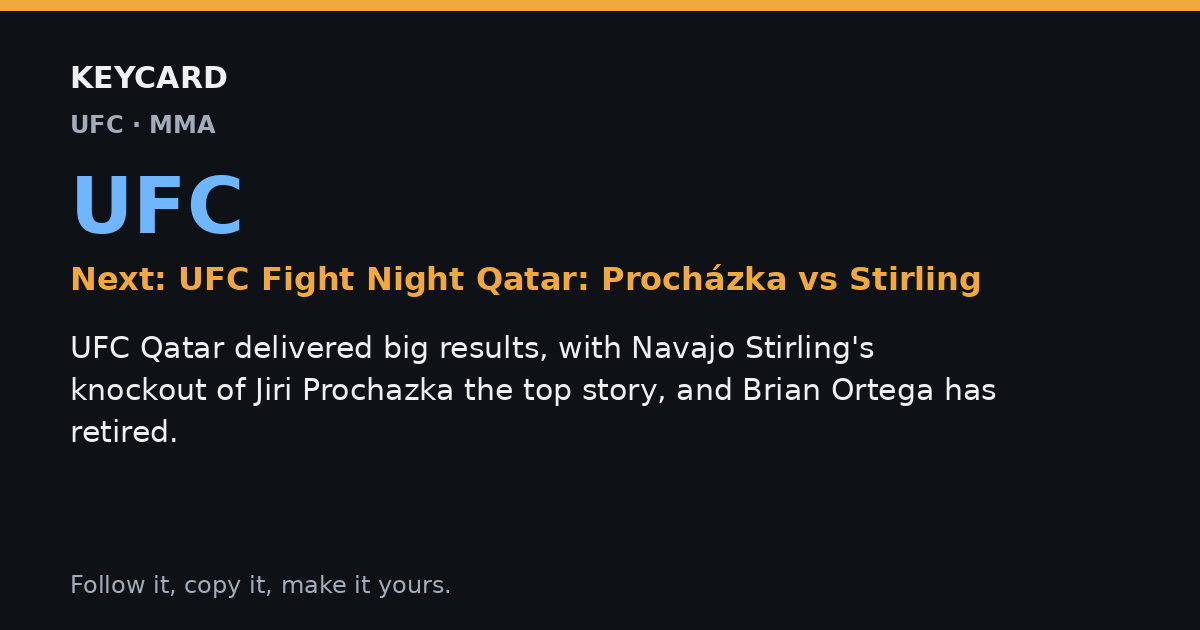 KEYCARD
UFC · MMA
UFC
Next: UFC Fight Night Qatar: Procházka vs Stirling
UFC Qatar delivered big results, with Navajo Stirling's
knockout of Jiri Prochazka the top story, and Brian Ortega has
retired.
Follow it, copy it, make it yours.